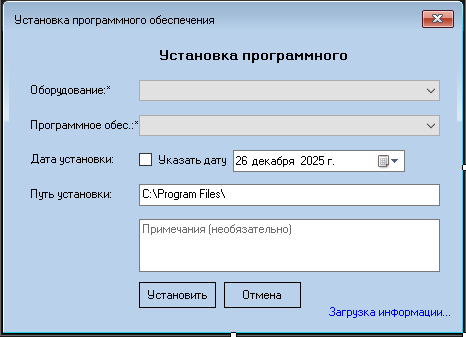 Установка программного обеспечения
Установка программного
Оборудование:*
Программное обес.:*
Дата установки:
Указать дату
26 декабря 2025 г.
Путь установки:
C:\Program Files\
Примечания (необязательно)
Установить
Отмена
Загрузка информации...